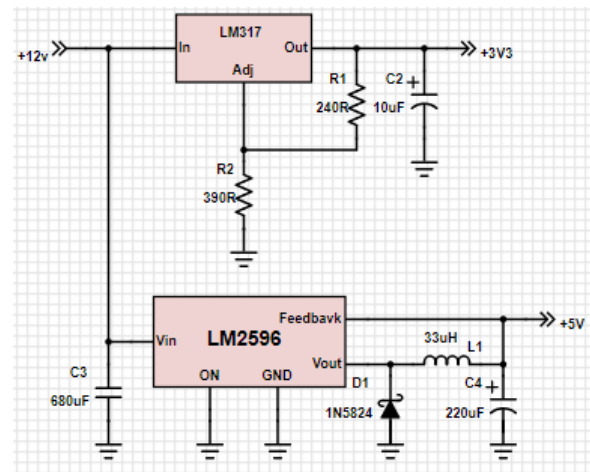 LM317
+12v
In
Out
+3V3
Adj
R1
240R
C2
+
10uF
R2
390R
Feedbavk
+5V
LM2596
33uH
L1
Vin
Vout
C3
680uF
ON
GND
D1
1N5824
C4
+
220uF